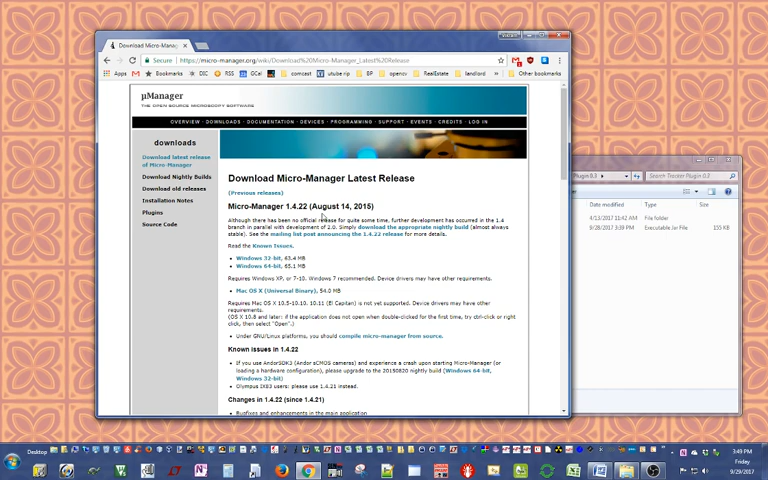 Download Micro-Manag
Secure
micro-manager.org/wiki/Download%20Micro-Manager_Latest%20Release
Apps
Bookmarks
DIC
RSS
GCal
comcast
utube rip
BP
opencv
RealEstate
landlord
Other bookmarks
µManager
THE OPEN SOURCE MICROSCOPY SOFTWARE
OVERVIEW · DOWNLOADS · DOCUMENTATION · DEVICES · PROGRAMMING · SUPPORT · EVENTS · CREDITS · LOG IN
downloads
Download latest release
of Micro-Manager
Download Nightly Builds
Download old releases
Installation Notes
Plugins
Source Code
Download Micro-Manager Latest Release
(Previous releases)
Micro-Manager 1.4.22 (August 14, 2015)
Although there has been no official release for quite some time, further development has occurred in the 1.4
branch in parallel with development of 2.0. Simply download the appropriate nightly build (almost always
stable). See the mailing list post announcing the 1.4.22 release for more details.
Read the Known Issues.
Windows 32-bit, 63.4 MB
Windows 64-bit, 65.1 MB
Requires Windows XP, or 7-10. Windows 7 recommended. Device drivers may have other requirements.
Mac OS X (Universal Binary), 54.0 MB
Requires Mac OS X 10.5-10.10. 10.11 (El Capitan) is not yet supported. Device drivers may have other
requirements.
(OS X 10.8 and later: if the application does not open when double-clicked for the first time, try ctrl-click or right
click, then select "Open".)
Under GNU/Linux platforms, you should compile micro-manager from source.
Known issues in 1.4.22
If you use AndorSDK3 (Andor sCMOS cameras) and experience a crash upon starting Micro-Manager (or
loading a hardware configuration), please upgrade to the 20150820 nightly build (Windows 64-bit,
Windows 32-bit)
Olympus IX83 users: please use 1.4.21 instead.
Changes in 1.4.22 (since 1.4.21)
Bugfixes and enhancements in the main application
Plugin 0.3
Search Tracker Plugin 0.3
Date modified
Type
Size
4/13/2017 11:42 AM
File folder
9/28/2017 3:39 PM
Executable Jar File
155 KB
Desktop
3:49 PM
Friday
9/29/2017